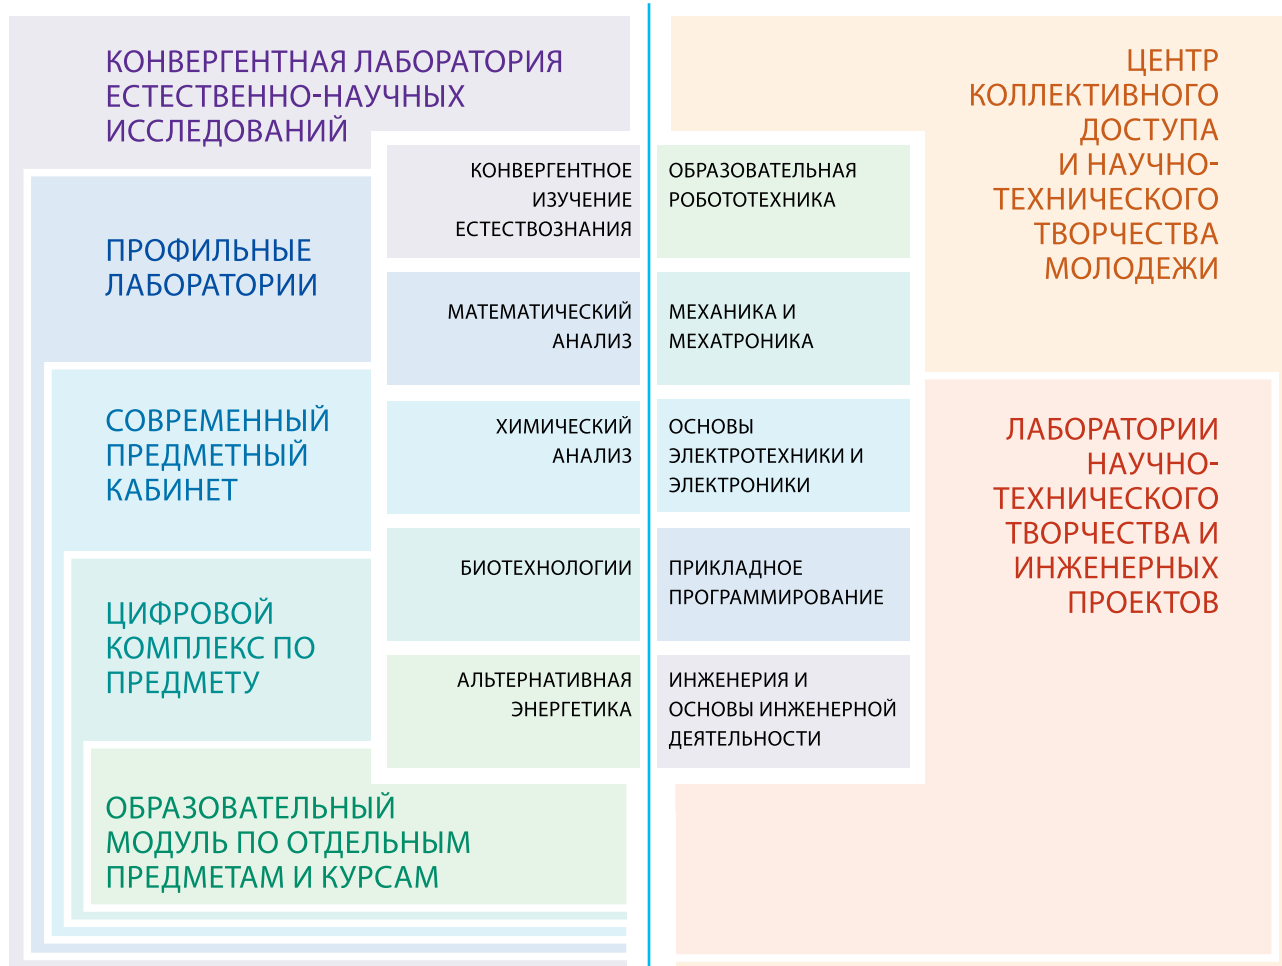 КОНВЕРГЕНТНАЯ ЛАБОРАТОРИЯ
ЕСТЕСТВЕННО-НАУЧНЫХ
ИССЛЕДОВАНИЙ
ПРОФИЛЬНЫЕ
ЛАБОРАТОРИИ
СОВРЕМЕННЫЙ
ПРЕДМЕТНЫЙ
КАБИНЕТ
ЦИФРОВОЙ
КОМПЛЕКС ПО
ПРЕДМЕТУ
ОБРАЗОВАТЕЛЬНЫЙ
МОДУЛЬ ПО ОТДЕЛЬНЫМ
ПРЕДМЕТАМ И КУРСАМ
КОНВЕРГЕНТНОЕ
ИЗУЧЕНИЕ
ЕСТЕСТВОЗНАНИЯ
МАТЕМАТИЧЕСКИЙ
АНАЛИЗ
ХИМИЧЕСКИЙ
АНАЛИЗ
БИОТЕХНОЛОГИИ
АЛЬТЕРНАТИВНАЯ
ЭНЕРГЕТИКА
ОБРАЗОВАТЕЛЬНАЯ
РОБОТОТЕХНИКА
МЕХАНИКА И
МЕХАТРОНИКА
ОСНОВЫ
ЭЛЕКТРОТЕХНИКИ И
ЭЛЕКТРОНИКИ
ПРИКЛАДНОЕ
ПРОГРАММИРОВАНИЕ
ИНЖЕНЕРИЯ И
ОСНОВЫ ИНЖЕНЕРНОЙ
ДЕЯТЕЛЬНОСТИ
ЦЕНТР
КОЛЛЕКТИВНОГО
ДОСТУПА
И НАУЧНО-
ТЕХНИЧЕСКОГО
ТВОРЧЕСТВА
МОЛОДЕЖИ
ЛАБОРАТОРИИ
НАУЧНО-
ТЕХНИЧЕСКОГО
ТВОРЧЕСТВА И
ИНЖЕНЕРНЫХ
ПРОЕКТОВ